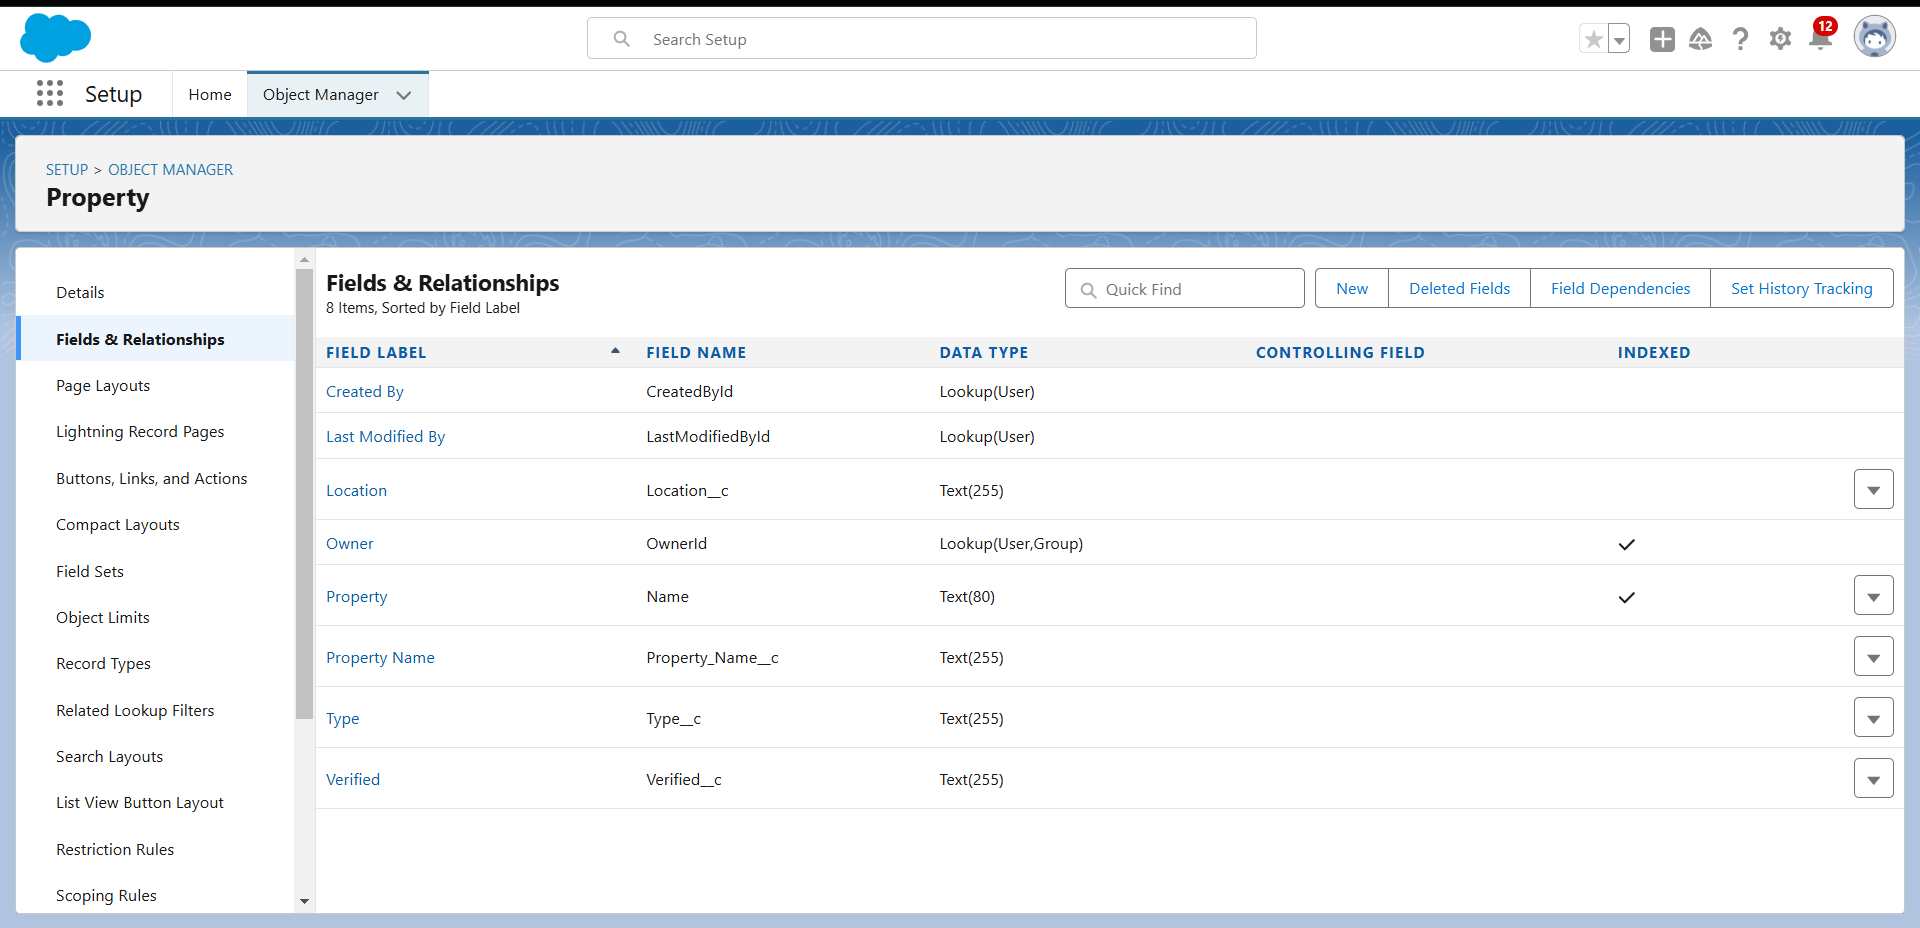 Search Setup
12
Setup
Home
Object Manager
SETUP > OBJECT MANAGER
Property
Details
Fields & Relationships
Page Layouts
Lightning Record Pages
Buttons, Links, and Actions
Compact Layouts
Field Sets
Object Limits
Record Types
Related Lookup Filters
Search Layouts
List View Button Layout
Restriction Rules
Scoping Rules
Fields & Relationships
8 Items, Sorted by Field Label
Quick Find
New
Deleted Fields
Field Dependencies
Set History Tracking
FIELD LABEL FIELD NAME DATA TYPE CONTROLLING FIELD INDEXED
Created By CreatedById Lookup(User)
Last Modified By LastModifiedById Lookup(User)
Location Location__c Text(255)
Owner OwnerId Lookup(User,Group)
Property Name Text(80)
Property Name Property_Name__c Text(255)
Type Type__c Text(255)
Verified Verified__c Text(255)